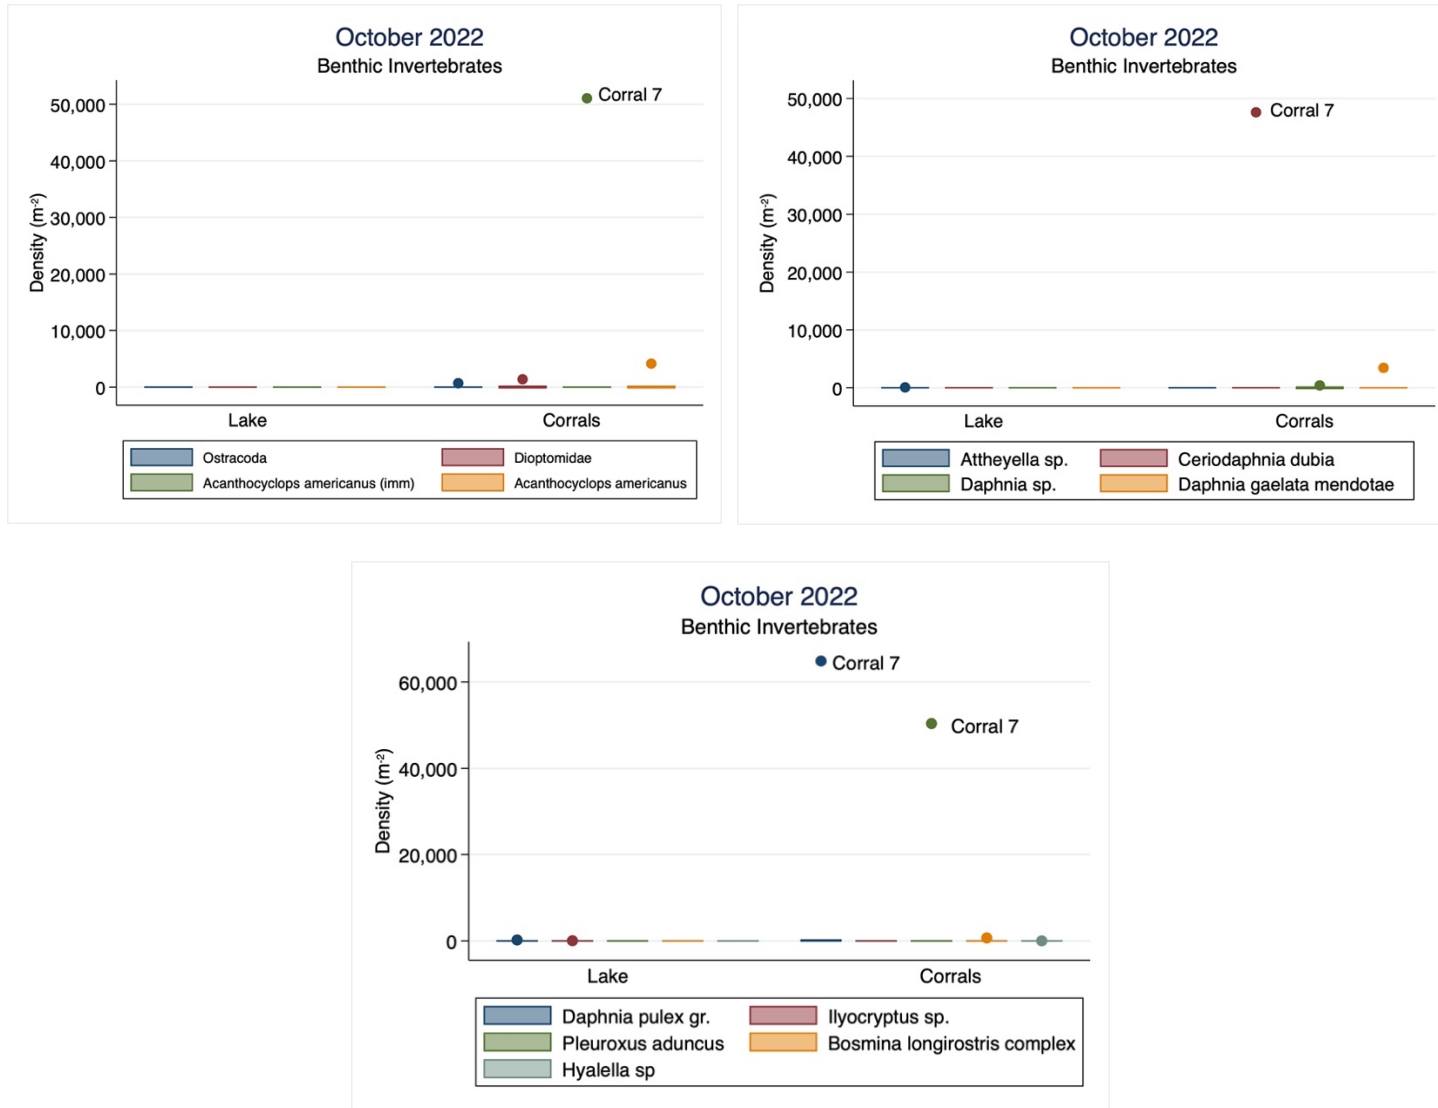 October 2022
Benthic Invertebrates
Density (m-2)
50,000
40,000
30,000
20,000
10,000
0
Corral 7
Lake
Corrals
Ostracoda
Dioptomidae
Acanthocyclops americanus (imm)
Acanthocyclops americanus
October 2022
Benthic Invertebrates
Density (m-2)
50,000
40,000
30,000
20,000
10,000
0
Corral 7
Lake
Corrals
Attheyella sp.
Ceriodaphnia dubia
Daphnia sp.
Daphnia gaelata mendotae
October 2022
Benthic Invertebrates
Density (m-2)
60,000
40,000
20,000
0
Corral 7
Corral 7
Lake
Corrals
Daphnia pulex gr.
Ilyocryptus sp.
Pleuroxus aduncus
Bosmina longirostris complex
Hyalella sp